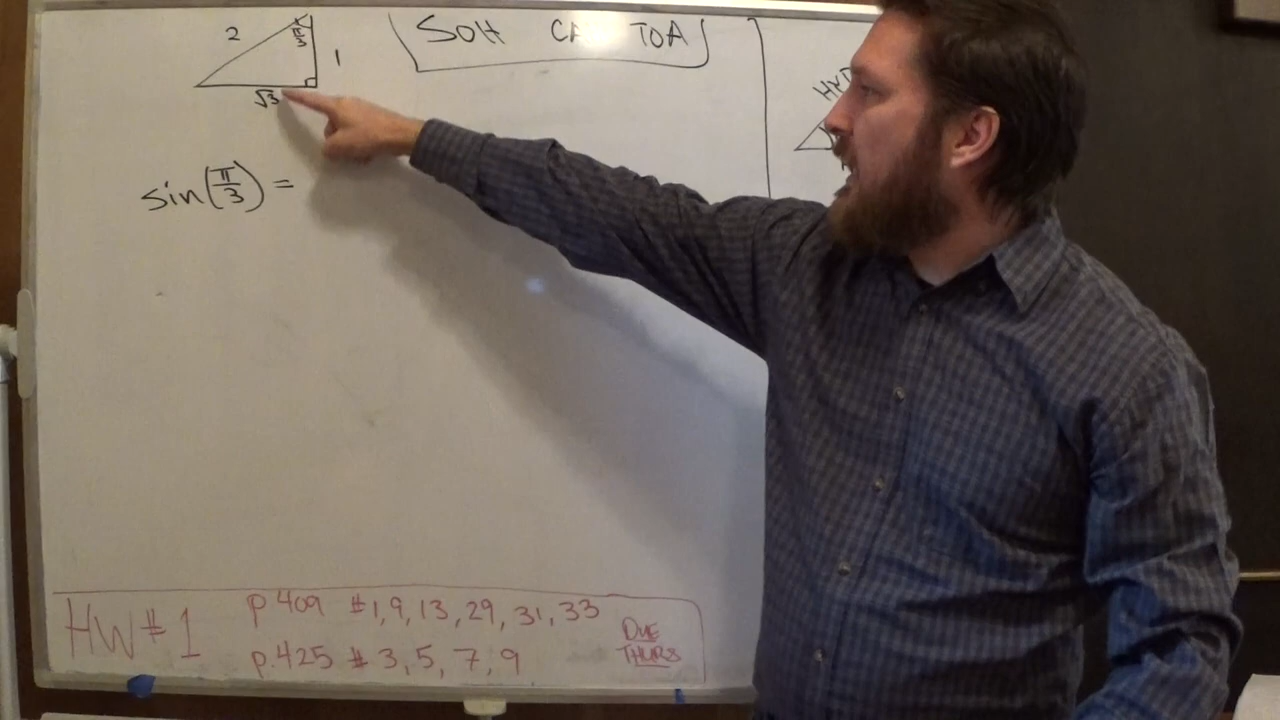 2
π/3
1
√3
SOH CA TOA
HYP
sin(π/3) =
HW#1
p.409 #1,9,13,29,31,33
p.425 #3,5,7,9
DUE
THURS